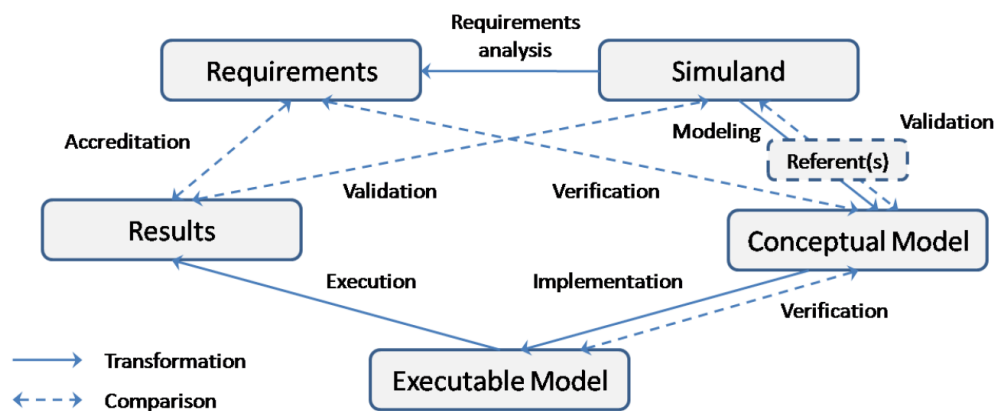 Requirements
analysis
Requirements
Simuland
Accreditation
Modeling
Validation
Referent(s)
Validation
Verification
Results
Conceptual Model
Execution
Implementation
Verification
Transformation
Executable Model
Comparison